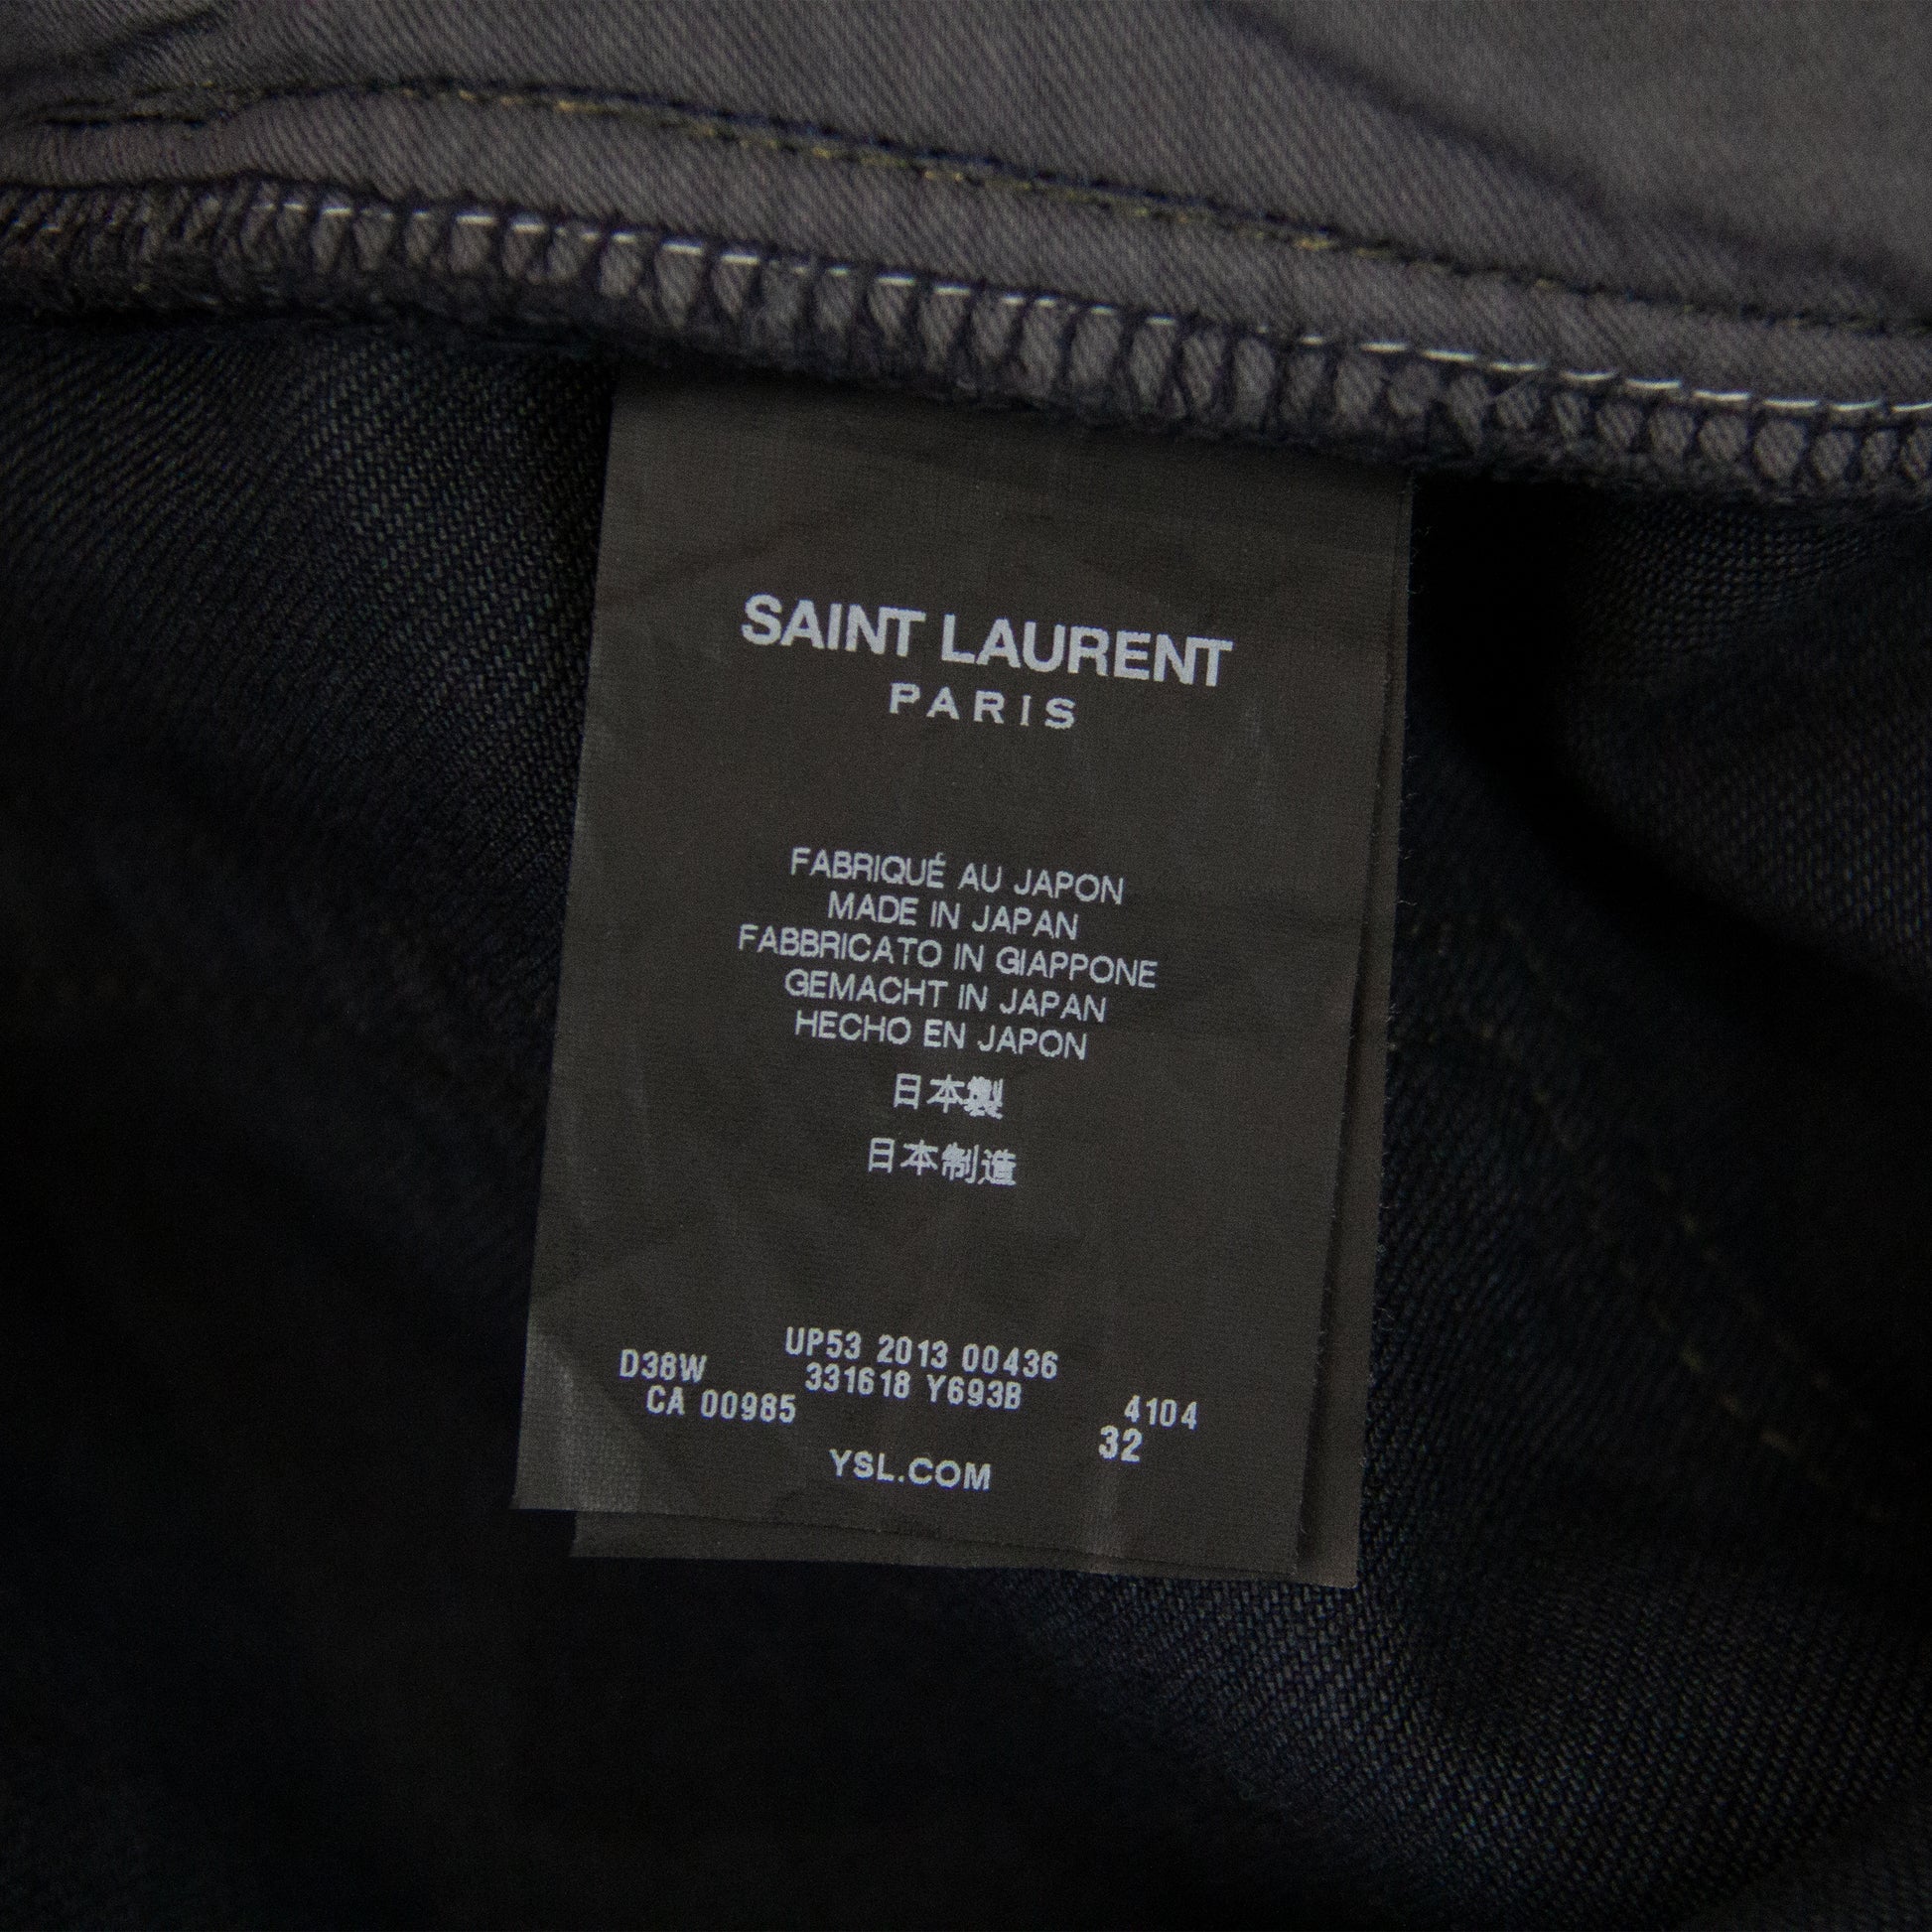 SAINT LAURENT
PARIS
FABRIQUÉ AU JAPON
MADE IN JAPAN
FABBRICATO IN GIAPPONE
GEMACHT IN JAPAN
HECHO EN JAPON
日本製
日本制造
UP53 2013 00436
D38W 331618 Y693B 4104
CA 00985 32
YSL.COM